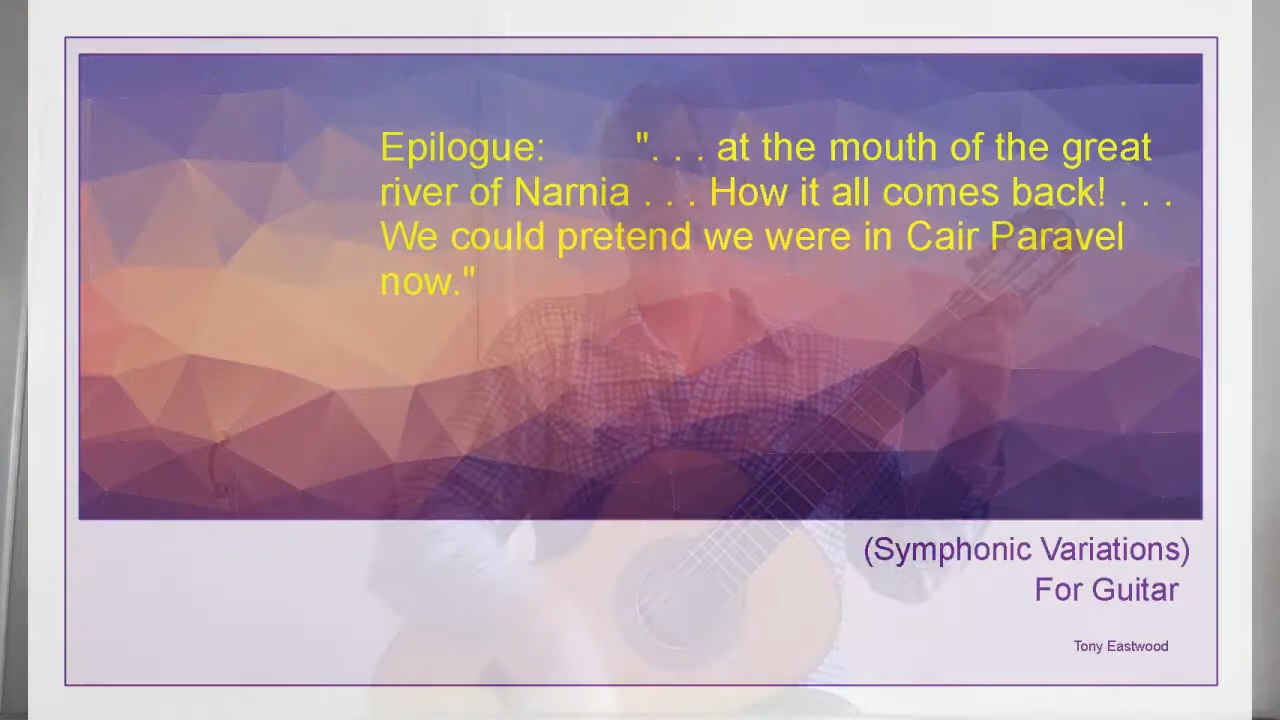 Epilogue: ". . . at the mouth of the great
river of Narnia . . . How it all comes back! . . .
We could pretend we were in Cair Paravel
now."
(Symphonic Variations)
For Guitar
Tony Eastwood